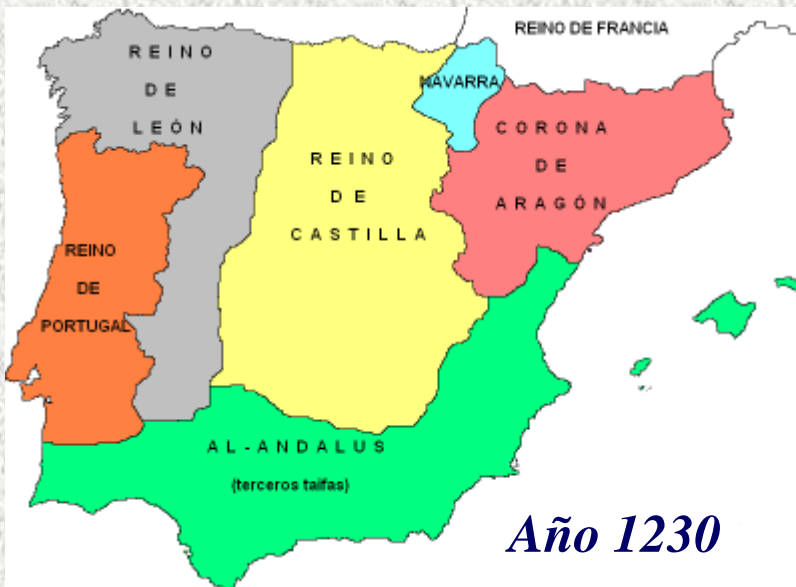 REINO DE FRANCIA
REINO
DE
LEÓN
NAVARRA
CORONA
DE
ARAGÓN
REINO
DE
CASTILLA
REINO
DE
PORTUGAL
AL-ANDALUS
(terceros taifas)
Año 1230